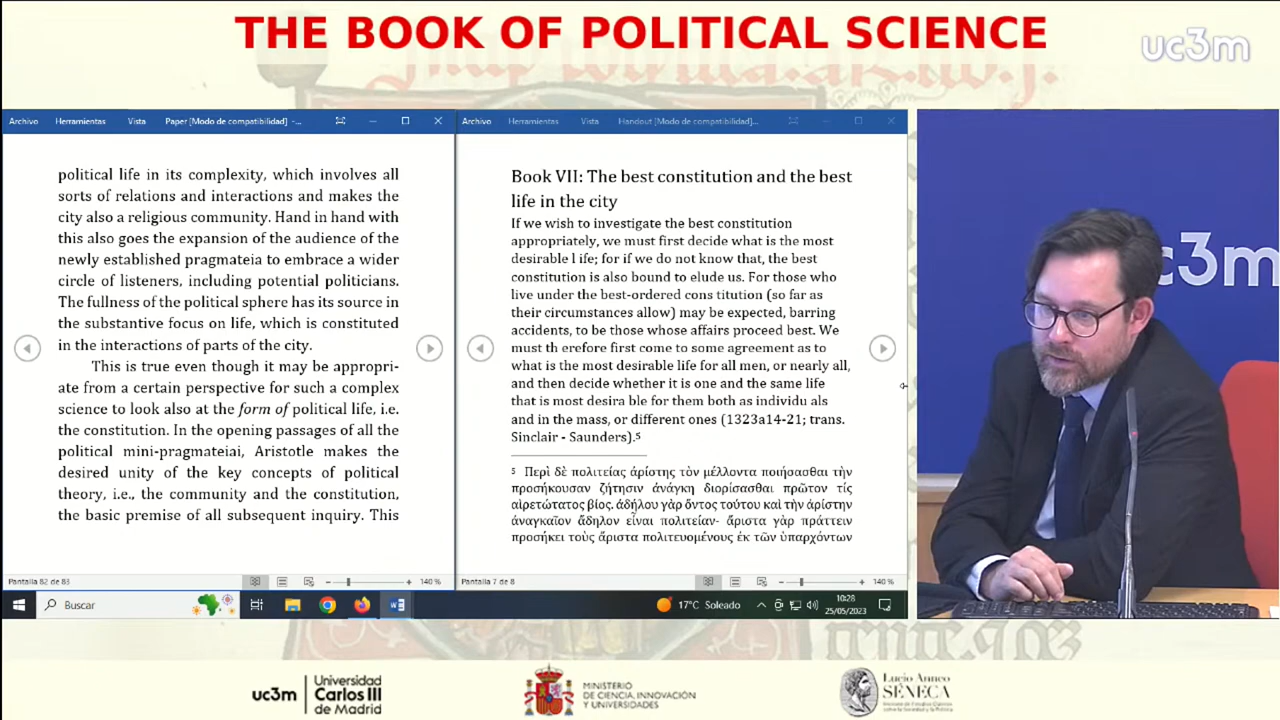 THE BOOK OF POLITICAL SCIENCE
uc3m
Archivo Herramientas Vista Paper [Modo de compatibilidad] -...
political life in its complexity, which involves all
sorts of relations and interactions and makes the
city also a religious community. Hand in hand with
this also goes the expansion of the audience of the
newly established pragmateia to embrace a wider
circle of listeners, including potential politicians.
The fullness of the political sphere has its source in
the substantive focus on life, which is constituted
in the interactions of parts of the city.
This is true even though it may be appropri-
ate from a certain perspective for such a complex
science to look also at the form of political life, i.e.
the constitution. In the opening passages of all the
political mini-pragmateiai, Aristotle makes the
desired unity of the key concepts of political
theory, i.e., the community and the constitution,
the basic premise of all subsequent inquiry. This
Pantalla 82 de 83
140 %
Archivo Herramientas Vista Handout [Modo de compatibilidad]...
Book VII: The best constitution and the best
life in the city
If we wish to investigate the best constitution
appropriately, we must first decide what is the most
desirable l ife; for if we do not know that, the best
constitution is also bound to elude us. For those who
live under the best-ordered cons titution (so far as
their circumstances allow) may be expected, barring
accidents, to be those whose affairs proceed best. We
must th erefore first come to some agreement as to
what is the most desirable life for all men, or nearly all,
and then decide whether it is one and the same life
that is most desira ble for them both as individu als
and in the mass, or different ones (1323a14-21; trans.
Sinclair - Saunders).⁵
⁵ Περὶ δὲ πολιτείας ἀρίστης τὸν μέλλοντα ποιήσασθαι τὴν
προσήκουσαν ζήτησιν ἀνάγκη διορίσασθαι πρῶτον τίς
αἱρετώτατος βίος. ἀδήλου γὰρ ὄντος τούτου καὶ τὴν ἀρίστην
ἀναγκαῖον ἄδηλον εἶναι πολιτείαν· ἄριστα γὰρ πράττειν
προσήκει τοὺς ἄριστα πολιτευομένους ἐκ τῶν ὑπαρχόντων
Pantalla 7 de 8
140 %
c3m
Buscar
17°C Soleado
10:28
25/05/2023
uc3m
Universidad
Carlos III
de Madrid
MINISTERIO
DE CIENCIA, INNOVACIÓN
Y UNIVERSIDADES
Lucio Anneo
SÉNECA